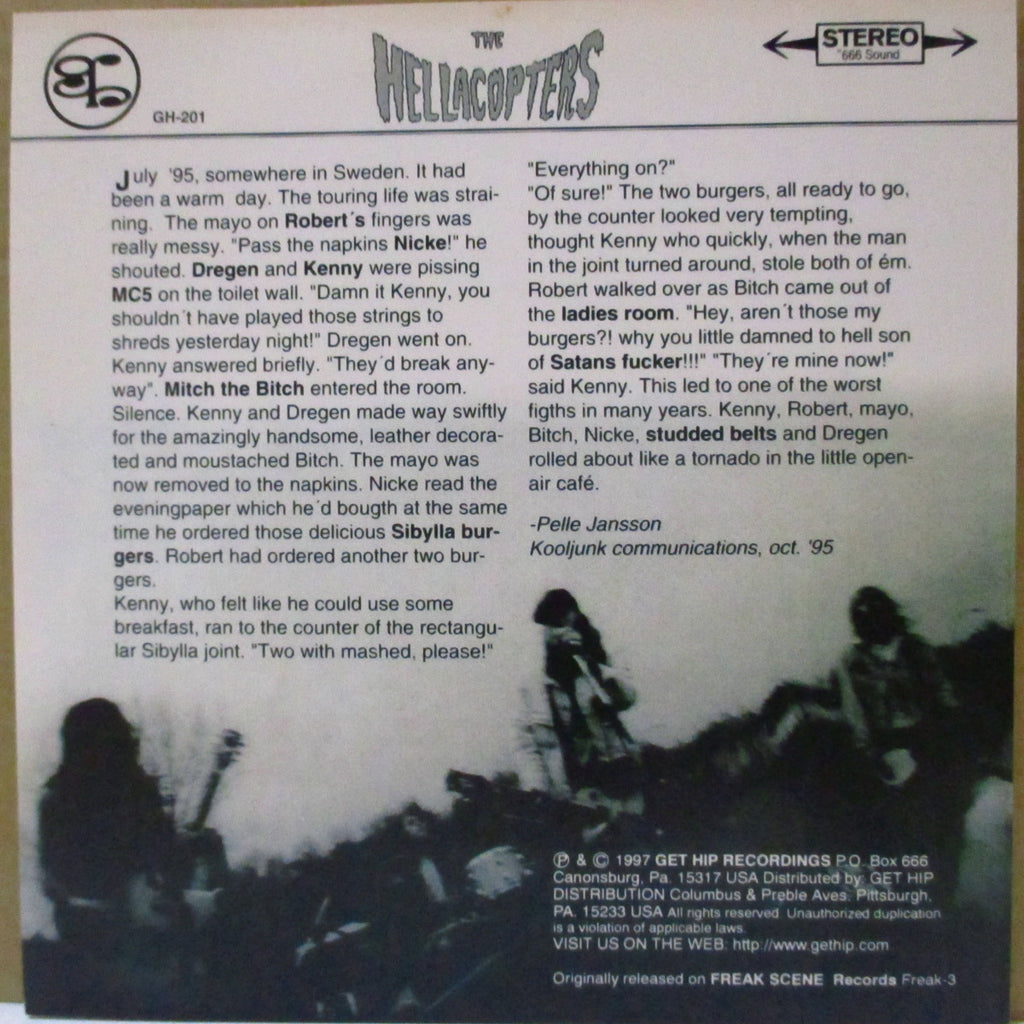 GH-201
THE
HELLACOPTERS
STEREO
"666 Sound
July '95, somewhere in Sweden. It had
been a warm day. The touring life was strai-
ning. The mayo on Robert´s fingers was
really messy. "Pass the napkins Nicke!" he
shouted. Dregen and Kenny were pissing
MC5 on the toilet wall. "Damn it Kenny, you
shouldn´t have played those strings to
shreds yesterday night!" Dregen went on.
Kenny answered briefly. "They´d break any-
way". Mitch the Bitch entered the room.
Silence. Kenny and Dregen made way swiftly
for the amazingly handsome, leather decora-
ted and moustached Bitch. The mayo was
now removed to the napkins. Nicke read the
eveningpaper which he´d bougth at the same
time he ordered those delicious Sibylla bur-
gers. Robert had ordered another two bur-
gers.
Kenny, who felt like he could use some
breakfast, ran to the counter of the rectangu-
lar Sibylla joint. "Two with mashed, please!"
"Everything on?"
"Of sure!" The two burgers, all ready to go,
by the counter looked very tempting,
thought Kenny who quickly, when the man
in the joint turned around, stole both of ém.
Robert walked over as Bitch came out of
the ladies room. "Hey, aren´t those my
burgers?! why you little damned to hell son
of Satans fucker!!!" "They´re mine now!"
said Kenny. This led to one of the worst
figths in many years. Kenny, Robert, mayo,
Bitch, Nicke, studded belts and Dregen
rolled about like a tornado in the little open-
air café.
-Pelle Jansson
Kooljunk communications, oct. '95
℗ & © 1997 GET HIP RECORDINGS P.O. Box 666
Canonsburg, Pa. 15317 USA Distributed by: GET HIP
DISTRIBUTION Columbus & Preble Aves. Pittsburgh,
PA. 15233 USA All rights reserved. Unauthorized duplication
is a violation of applicable laws.
VISIT US ON THE WEB: http://www.gethip.com
Originally released on FREAK SCENE Records Freak-3